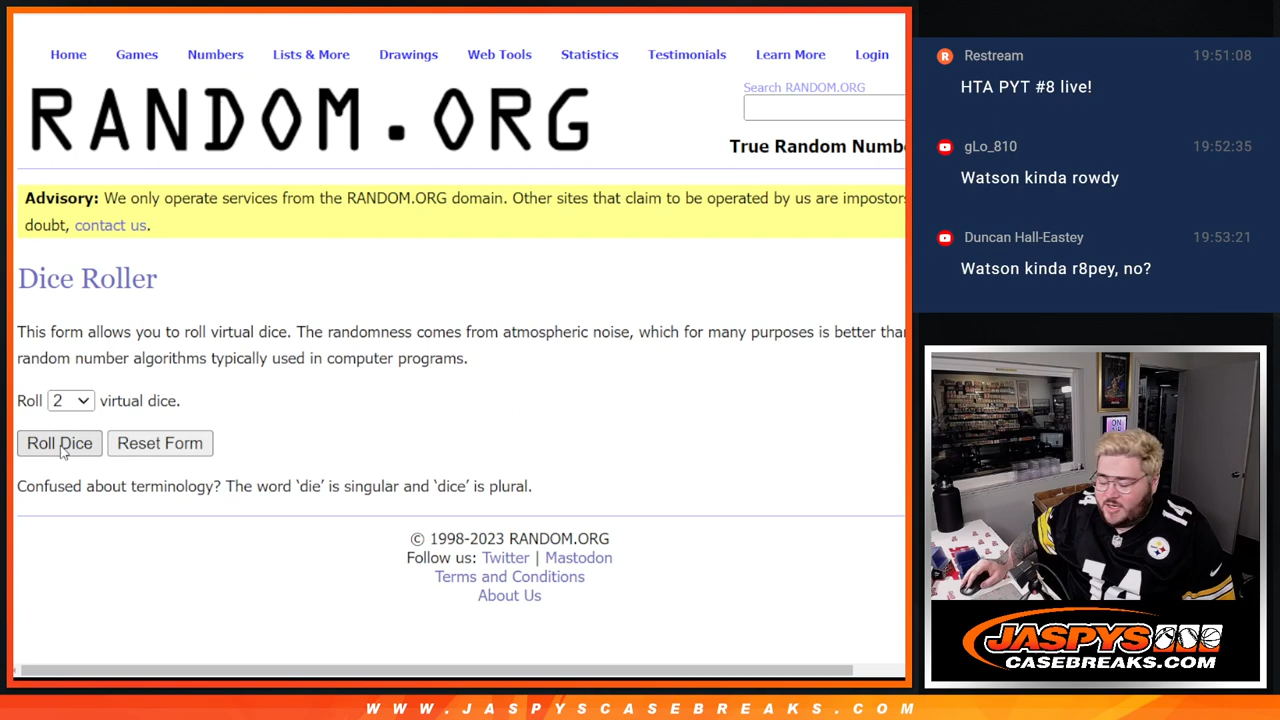 Home Games Numbers Lists & More Drawings Web Tools Statistics Testimonials Learn More Login
RANDOM.ORG
Search RANDOM.ORG
True Random Numbe
Advisory: We only operate services from the RANDOM.ORG domain. Other sites that claim to be operated by us are impostors
doubt, contact us.
Dice Roller
This form allows you to roll virtual dice. The randomness comes from atmospheric noise, which for many purposes is better than
random number algorithms typically used in computer programs.
Roll 2 virtual dice.
Roll Dice Reset Form
Confused about terminology? The word ‘die’ is singular and ‘dice’ is plural.
© 1998-2023 RANDOM.ORG
Follow us: Twitter | Mastodon
Terms and Conditions
About Us
R Restream 19:51:08
HTA PYT #8 live!
gLo_810 19:52:35
Watson kinda rowdy
Duncan Hall-Eastey 19:53:21
Watson kinda r8pey, no?
ON
14
14
JASPYS
CASEBREAKS.COM
WWW.JASPYSCASEBREAKS.COM